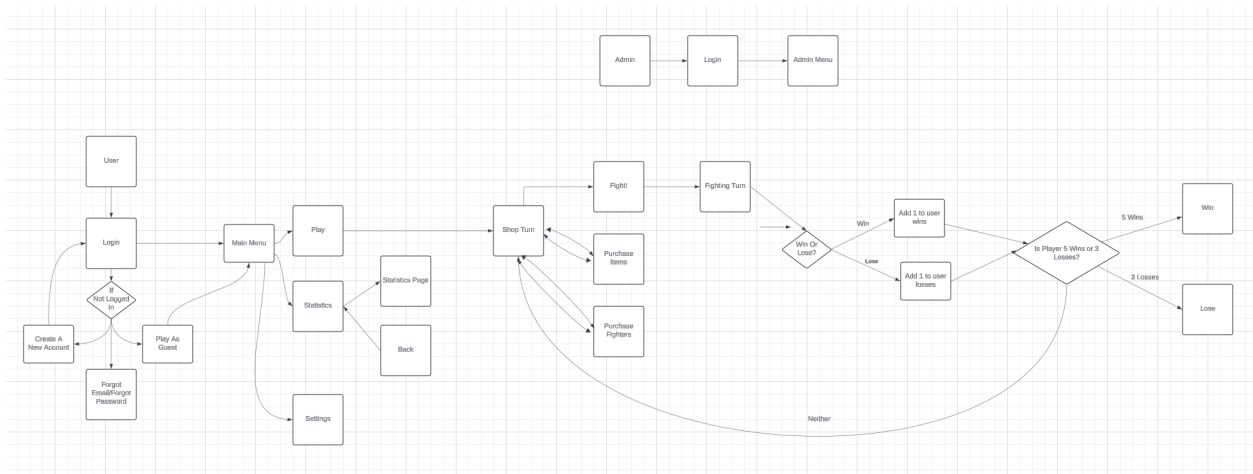 Admin
Login
Admin Menu
User
Login
If
Not Logged
In
Create A
New Account
Play As
Guest
Forgot
Email/Forgot
Password
Main Menu
Play
Statistics
Statistics Page
Back
Settings
Shop Turn
Fight!
Purchase
Items
Purchase
Fighters
Fighting Turn
Win Or
Lose?
Win
Lose
Add 1 to user
wins
Add 1 to user
losses
Is Player 5 Wins or 3
Losses?
5 Wins
3 Losses
Win
Lose
Neither